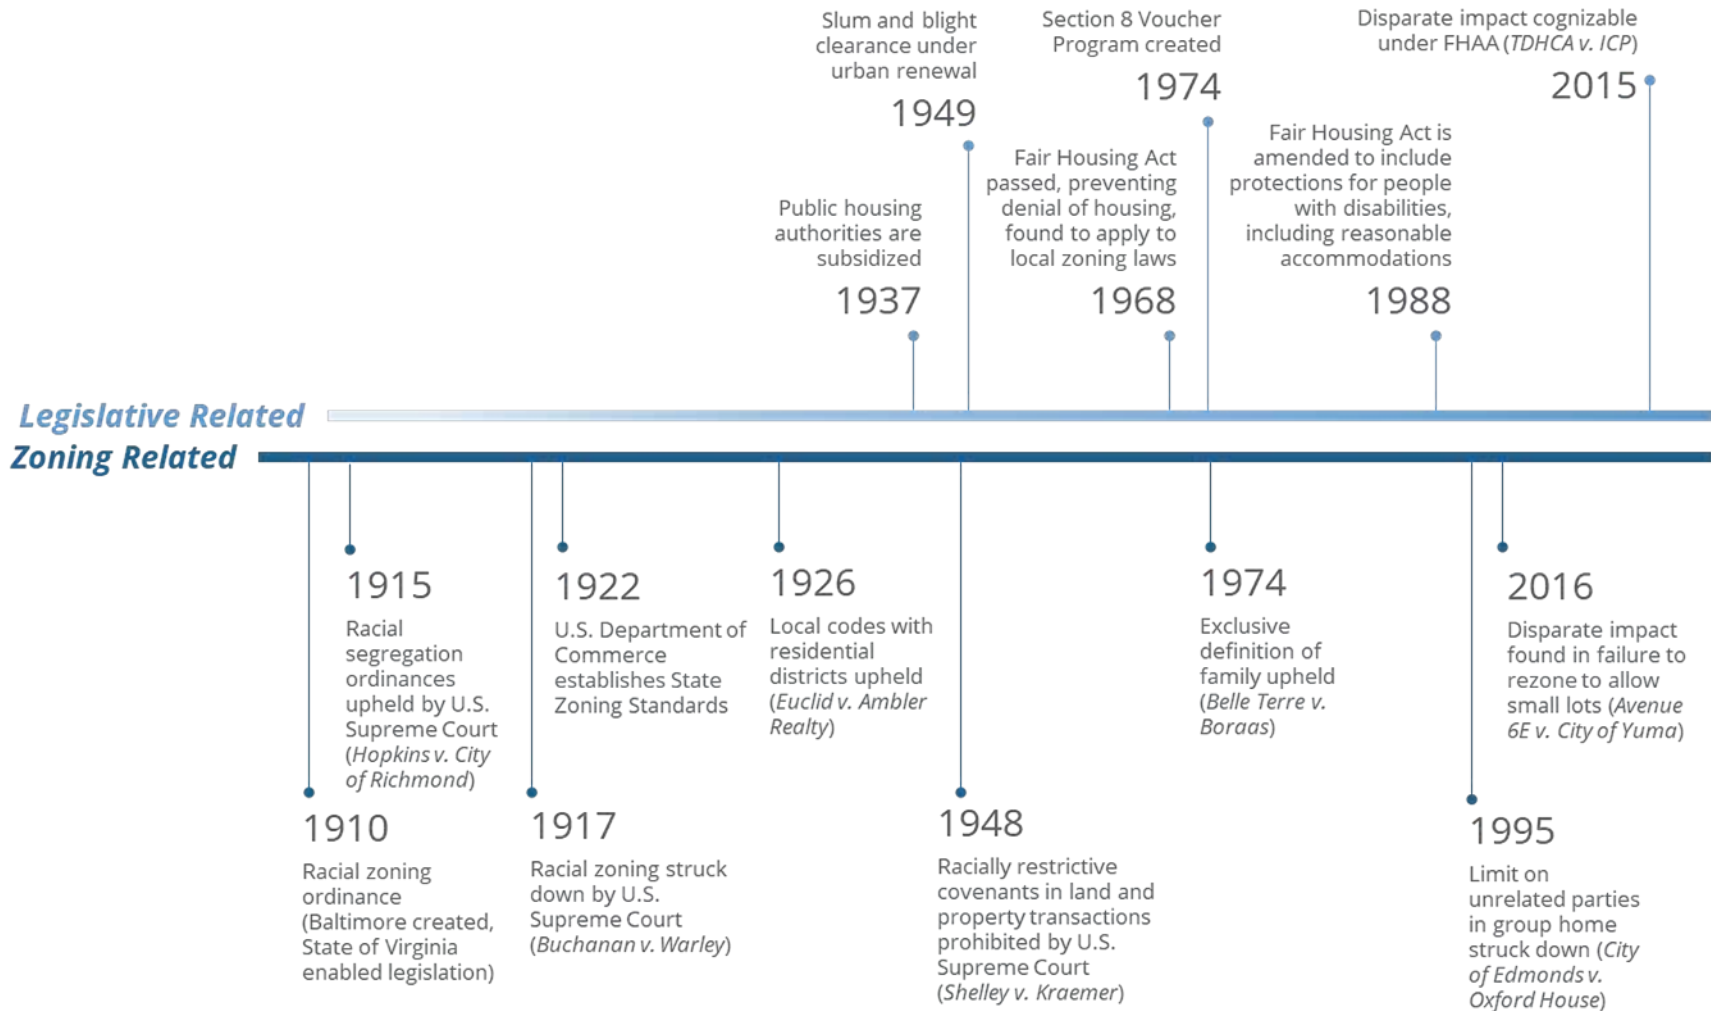 Slum and blight
clearance under
urban renewal
1949
Section 8 Voucher
Program created
1974
Disparate impact cognizable
under FHAA (TDHCA v. ICP)
2015
Public housing
authorities are
subsidized
1937
Fair Housing Act
passed, preventing
denial of housing,
found to apply to
local zoning laws
1968
Fair Housing Act is
amended to include
protections for people
with disabilities,
including reasonable
accommodations
1988
Legislative Related
Zoning Related
1915
Racial
segregation
ordinances
upheld by U.S.
Supreme Court
(Hopkins v. City
of Richmond)
1922
U.S. Department of
Commerce
establishes State
Zoning Standards
1926
Local codes with
residential
districts upheld
(Euclid v. Ambler
Realty)
1974
Exclusive
definition of
family upheld
(Belle Terre v.
Boraas)
2016
Disparate impact
found in failure to
rezone to allow
small lots (Avenue
6E v. City of Yuma)
1910
Racial zoning
ordinance
(Baltimore created,
State of Virginia
enabled legislation)
1917
Racial zoning struck
down by U.S.
Supreme Court
(Buchanan v. Warley)
1948
Racially restrictive
covenants in land and
property transactions
prohibited by U.S.
Supreme Court
(Shelley v. Kraemer)
1995
Limit on
unrelated parties
in group home
struck down (City
of Edmonds v.
Oxford House)